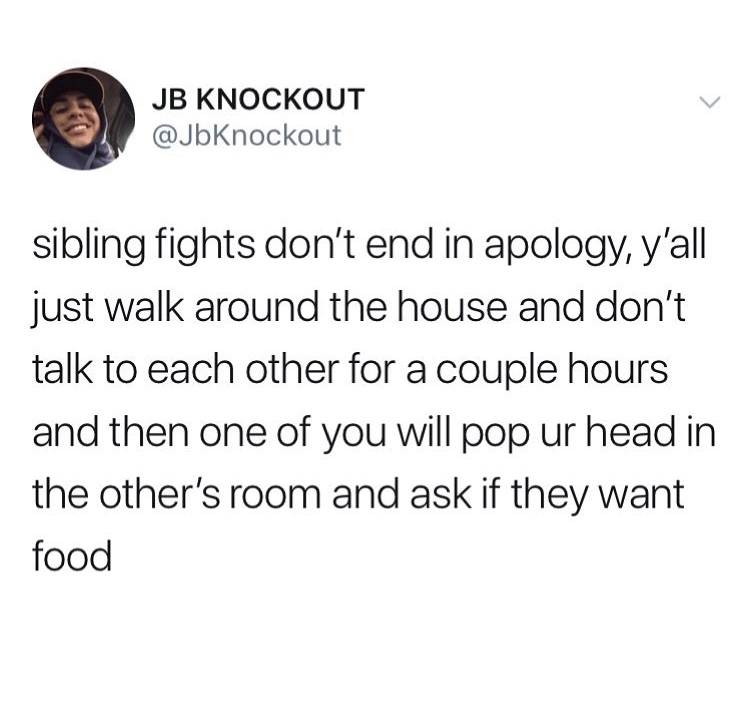 JB KNOCKOUT
@JbKnockout
sibling fights don’t end in apology, y’all
just walk around the house and don’t
talk to each other for a couple hours
and then one of you will pop ur head in
the other’s room and ask if they want
food